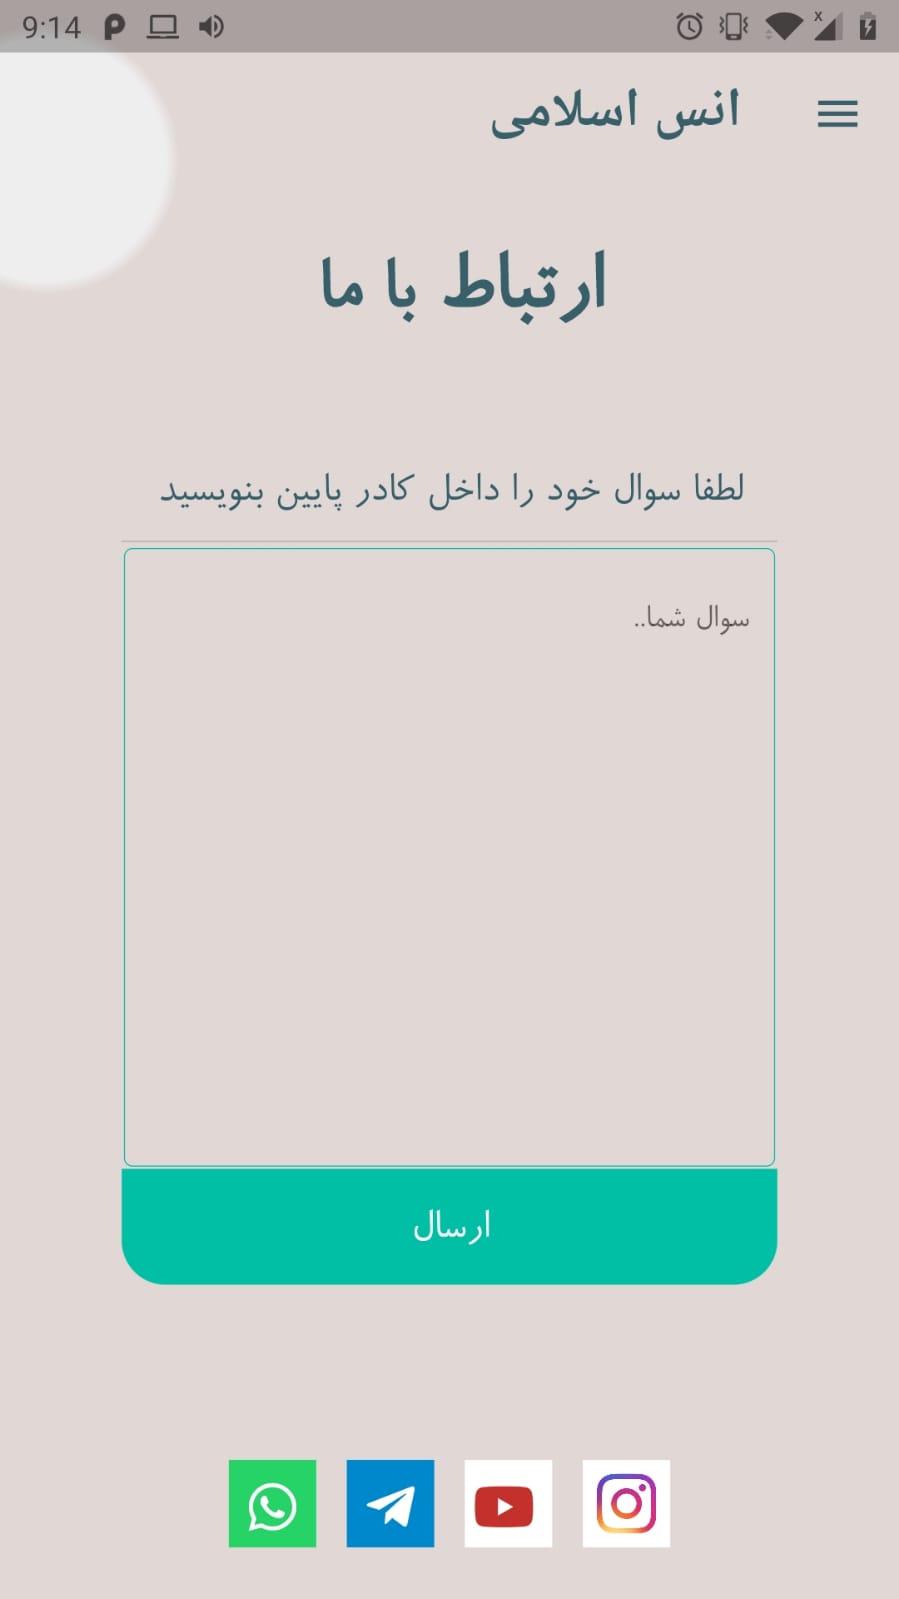 9:14
انس اسلامی
ارتباط با ما
لطفا سوال خود را داخل کادر پایین بنویسید
سوال شما..
ارسال